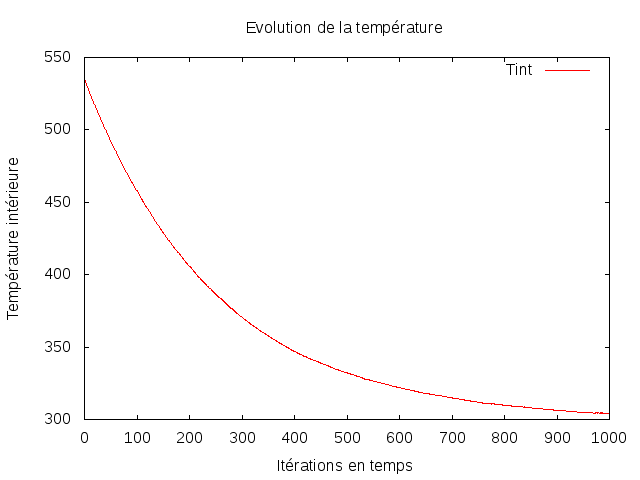 Evolution de la température
Tint
550
500
450
400
350
300
Température intérieure
0 100 200 300 400 500 600 700 800 900 1000
Itérations en temps